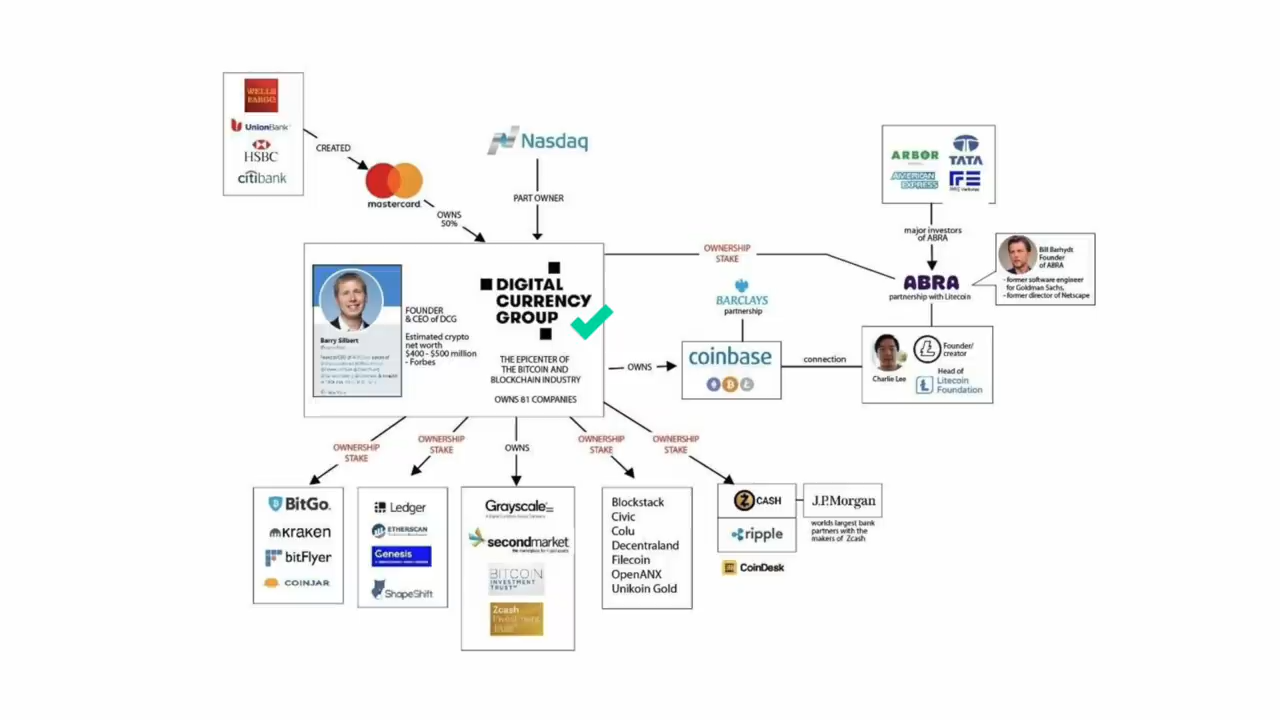 WELLS
FARGO
UnionBank
HSBC
citibank
CREATED
mastercard
OWNS
50%
Nasdaq
PART OWNER
ARBOR
TATA
AMERICAN
EXPRESS
major investors
of ABRA
ABRA
partnership with Litecoin
Bill Barhydt
Founder
of ABRA
- former software engineer
for Goldman Sachs,
- former director of Netscape
OWNERSHIP
STAKE
Barry Silbert
FOUNDER
& CEO of DCG
Estimated crypto
net worth
$400 - $500 million
- Forbes
DIGITAL
CURRENCY
GROUP
THE EPICENTER OF
THE BITCOIN AND
BLOCKCHAIN INDUSTRY
OWNS 81 COMPANIES
OWNS
BARCLAYS
partnership
coinbase
connection
Charlie Lee
Founder/
creator
Head of
Litecoin
Foundation
OWNERSHIP
STAKE
OWNERSHIP
STAKE
OWNS
OWNERSHIP
STAKE
OWNERSHIP
STAKE
BitGo
kraken
bitFlyer
COINJAR
Ledger
ETHERSCAN
Genesis
ShapeShift
Grayscale
secondmarket
BITCOIN
INVESTMENT
TRUST
Zcash
Investment
Trust
Blockstack
Civic
Colu
Decentraland
Filecoin
OpenANX
Unikoin Gold
ZCASH
ripple
CoinDesk
J.P.Morgan
worlds largest bank
partners with the
makers of Zcash